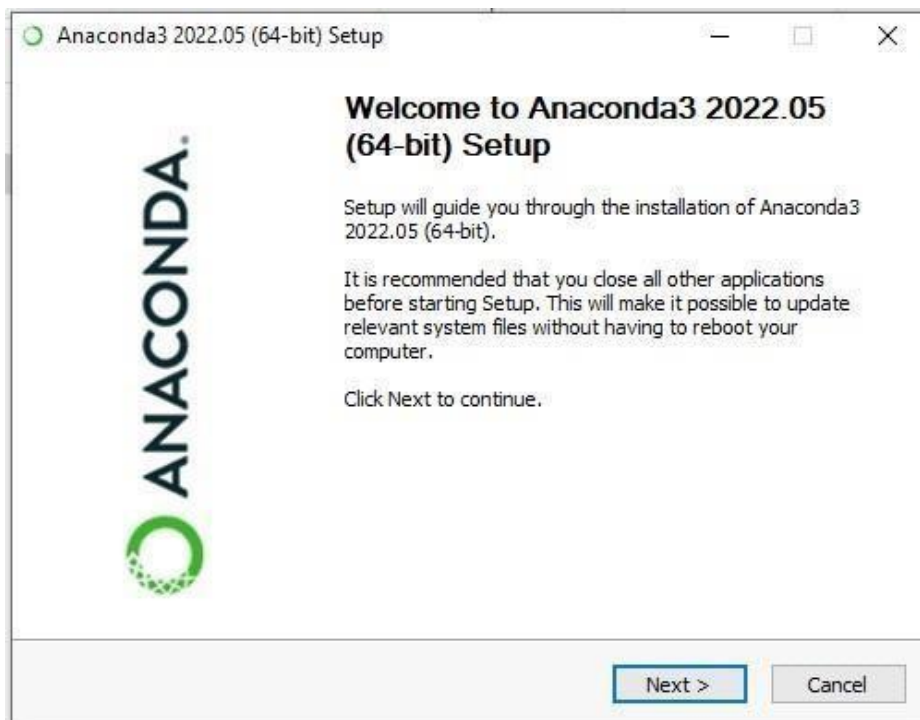 Anaconda3 2022.05 (64-bit) Setup
Welcome to Anaconda3 2022.05
(64-bit) Setup
Setup will guide you through the installation of Anaconda3
2022.05 (64-bit).
It is recommended that you close all other applications
before starting Setup. This will make it possible to update
relevant system files without having to reboot your
computer.
Click Next to continue.
ANACONDA.
Next >
Cancel